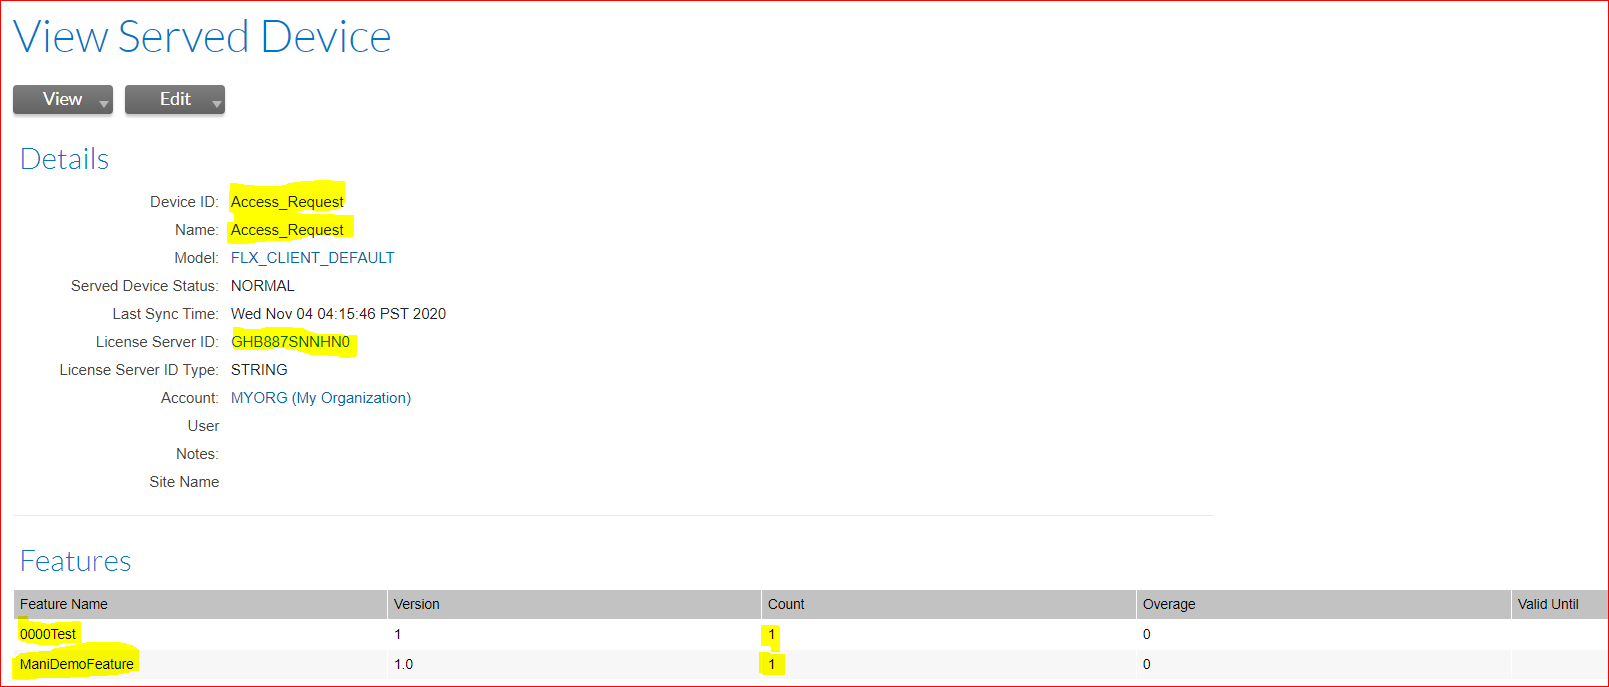 View Served Device
View Edit
Details
Device ID: Access_Request
Name: Access_Request
Model: FLX_CLIENT_DEFAULT
Served Device Status: NORMAL
Last Sync Time: Wed Nov 04 04:15:46 PST 2020
License Server ID: GHB887SNNHN0
License Server ID Type: STRING
Account: MYORG (My Organization)
User
Notes:
Site Name
Features
Feature Name Version Count Overage Valid Until
0000Test 1 1 0
ManiDemoFeature 1.0 1 0